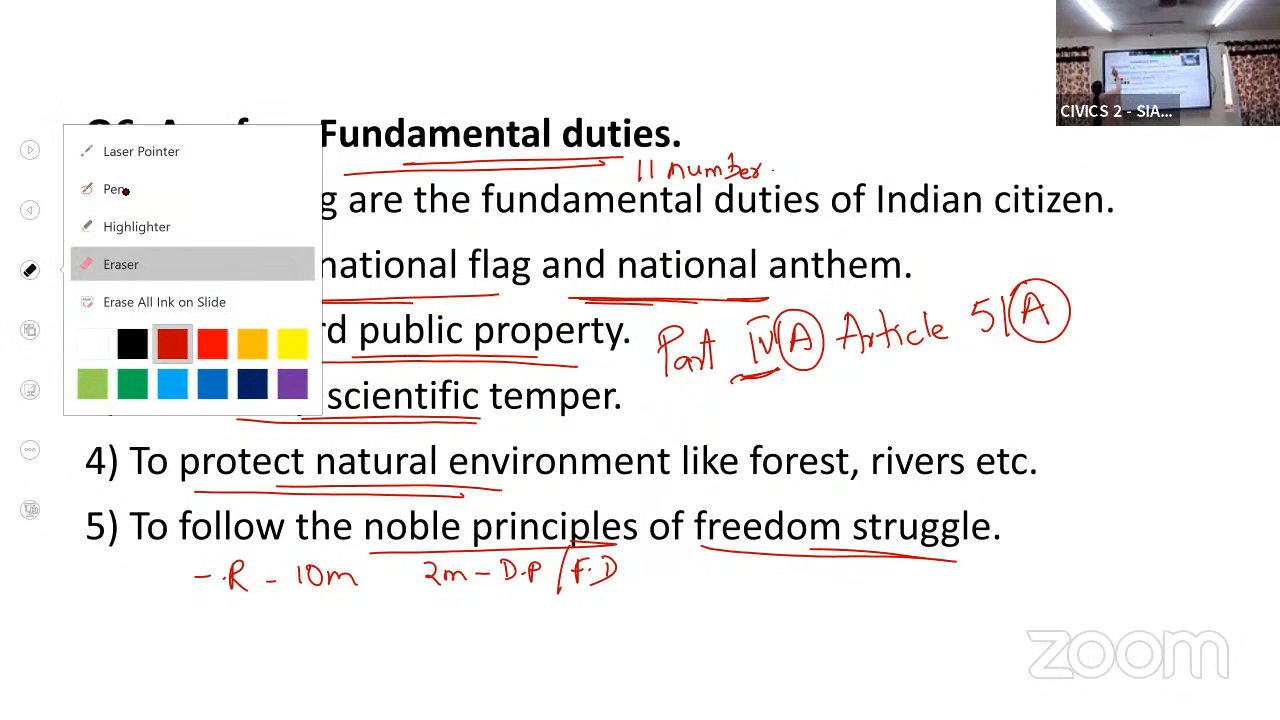 CIVICS 2 - SIA...
Fundamental duties.
11 number.
g are the fundamental duties of Indian citizen.
national flag and national anthem.
rd public property.
Part IV A Article 51 A
scientific temper.
4) To protect natural environment like forest, rivers etc.
5) To follow the noble principles of freedom struggle.
- R - 10m 2m - D.P / F.D
Laser Pointer
Pen
Highlighter
Eraser
Erase All Ink on Slide
zoom